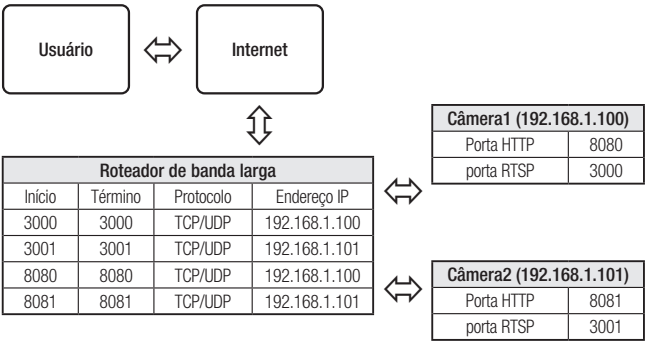 Usuário
Internet
Câmera1 (192.168.1.100)
Porta HTTP 8080
porta RTSP 3000
Roteador de banda larga
Início Término Protocolo Endereço IP
3000 3000 TCP/UDP 192.168.1.100
3001 3001 TCP/UDP 192.168.1.101
8080 8080 TCP/UDP 192.168.1.100
8081 8081 TCP/UDP 192.168.1.101
Câmera2 (192.168.1.101)
Porta HTTP 8081
porta RTSP 3001